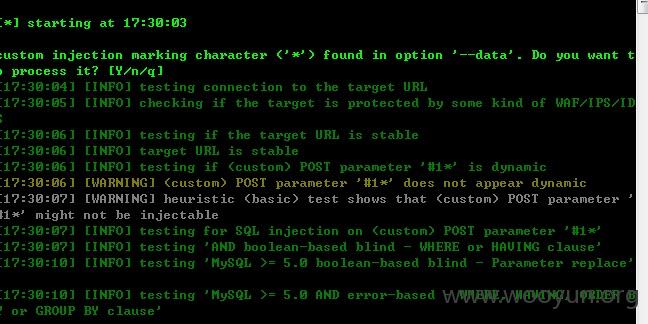 [*] starting at 17:30:03
custom injection marking character ('*') found in option '--data'. Do you want t
o process it? [Y/n/q]
[17:30:04] [INFO] testing connection to the target URL
[17:30:05] [INFO] checking if the target is protected by some kind of WAF/IPS/ID
S
[17:30:06] [INFO] testing if the target URL is stable
[17:30:06] [INFO] target URL is stable
[17:30:06] [INFO] testing if (custom) POST parameter '#1*' is dynamic
[17:30:06] [WARNING] (custom) POST parameter '#1*' does not appear dynamic
[17:30:07] [WARNING] heuristic (basic) test shows that (custom) POST parameter '
#1*' might not be injectable
[17:30:07] [INFO] testing for SQL injection on (custom) POST parameter '#1*'
[17:30:07] [INFO] testing 'AND boolean-based blind - WHERE or HAVING clause'
[17:30:10] [INFO] testing 'MySQL >= 5.0 boolean-based blind - Parameter replace'
[17:30:10] [INFO] testing 'MySQL >= 5.0 AND error-based - WHERE, HAVING, ORDER B
Y or GROUP BY clause'
www.wooyun.org